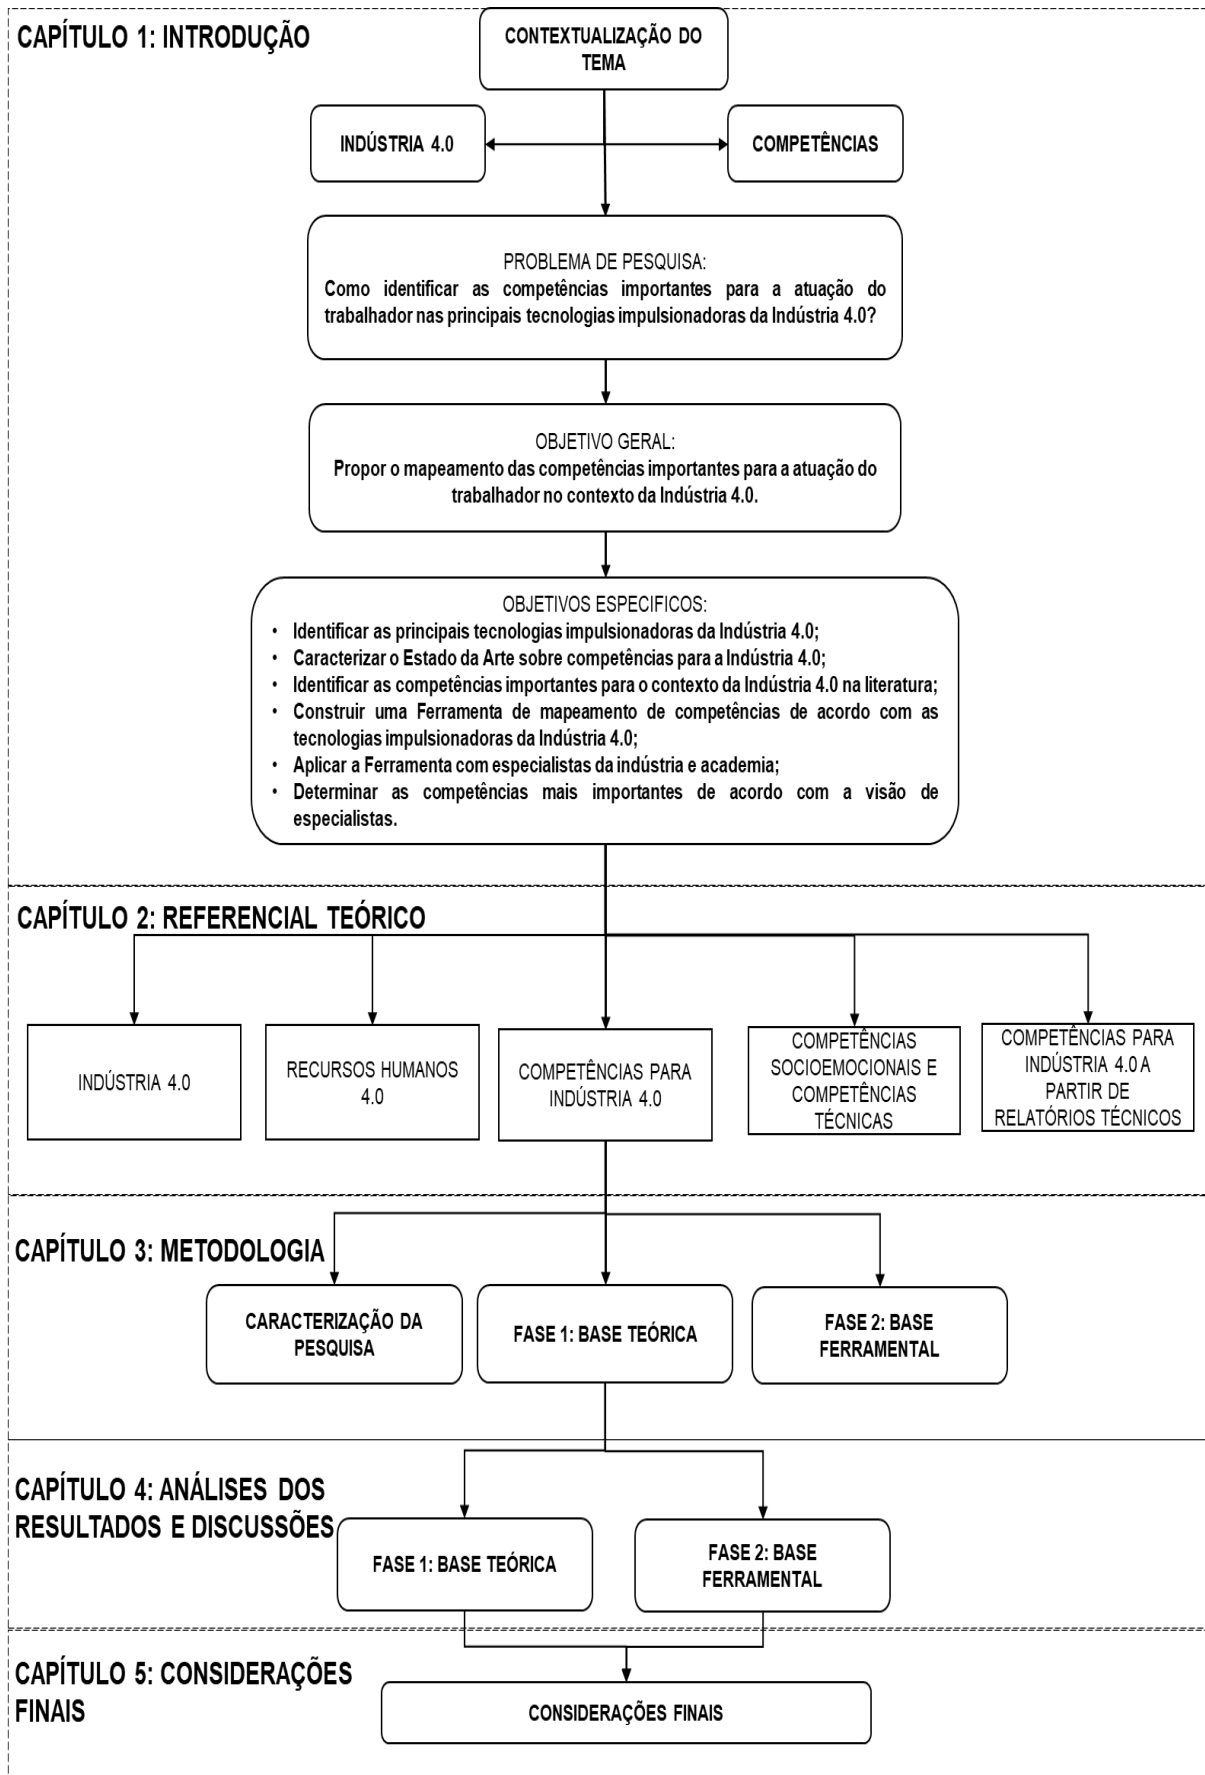 CAPÍTULO 1: INTRODUÇÃO
CONTEXTUALIZAÇÃO DO
TEMA
INDÚSTRIA 4.0
COMPETÊNCIAS
PROBLEMA DE PESQUISA:
Como identificar as competências importantes para a atuação do
trabalhador nas principais tecnologias impulsionadoras da Indústria 4.0?
OBJETIVO GERAL:
Propor o mapeamento das competências importantes para a atuação do
trabalhador no contexto da Indústria 4.0.
OBJETIVOS ESPECIFICOS:
• Identificar as principais tecnologias impulsionadoras da Indústria 4.0;
• Caracterizar o Estado da Arte sobre competências para a Indústria 4.0;
• Identificar as competências importantes para o contexto da Indústria 4.0 na literatura;
• Construir uma Ferramenta de mapeamento de competências de acordo com as
tecnologias impulsionadoras da Indústria 4.0;
• Aplicar a Ferramenta com especialistas da indústria e academia;
• Determinar as competências mais importantes de acordo com a visão de
especialistas.
CAPÍTULO 2: REFERENCIAL TEÓRICO
INDÚSTRIA 4.0
RECURSOS HUMANOS
4.0
COMPETÊNCIAS PARA
INDÚSTRIA 4.0
COMPETÊNCIAS
SOCIOEMOCIONAIS E
COMPETÊNCIAS
TÉCNICAS
COMPETÊNCIAS PARA
INDÚSTRIA 4.0 A
PARTIR DE
RELATÓRIOS TÉCNICOS
CAPÍTULO 3: METODOLOGIA
CARACTERIZAÇÃO DA
PESQUISA
FASE 1: BASE TEÓRICA
FASE 2: BASE
FERRAMENTAL
CAPÍTULO 4: ANÁLISES DOS
RESULTADOS E DISCUSSÕES
FASE 1: BASE TEÓRICA
FASE 2: BASE
FERRAMENTAL
CAPÍTULO 5: CONSIDERAÇÕES
FINAIS
CONSIDERAÇÕES FINAIS